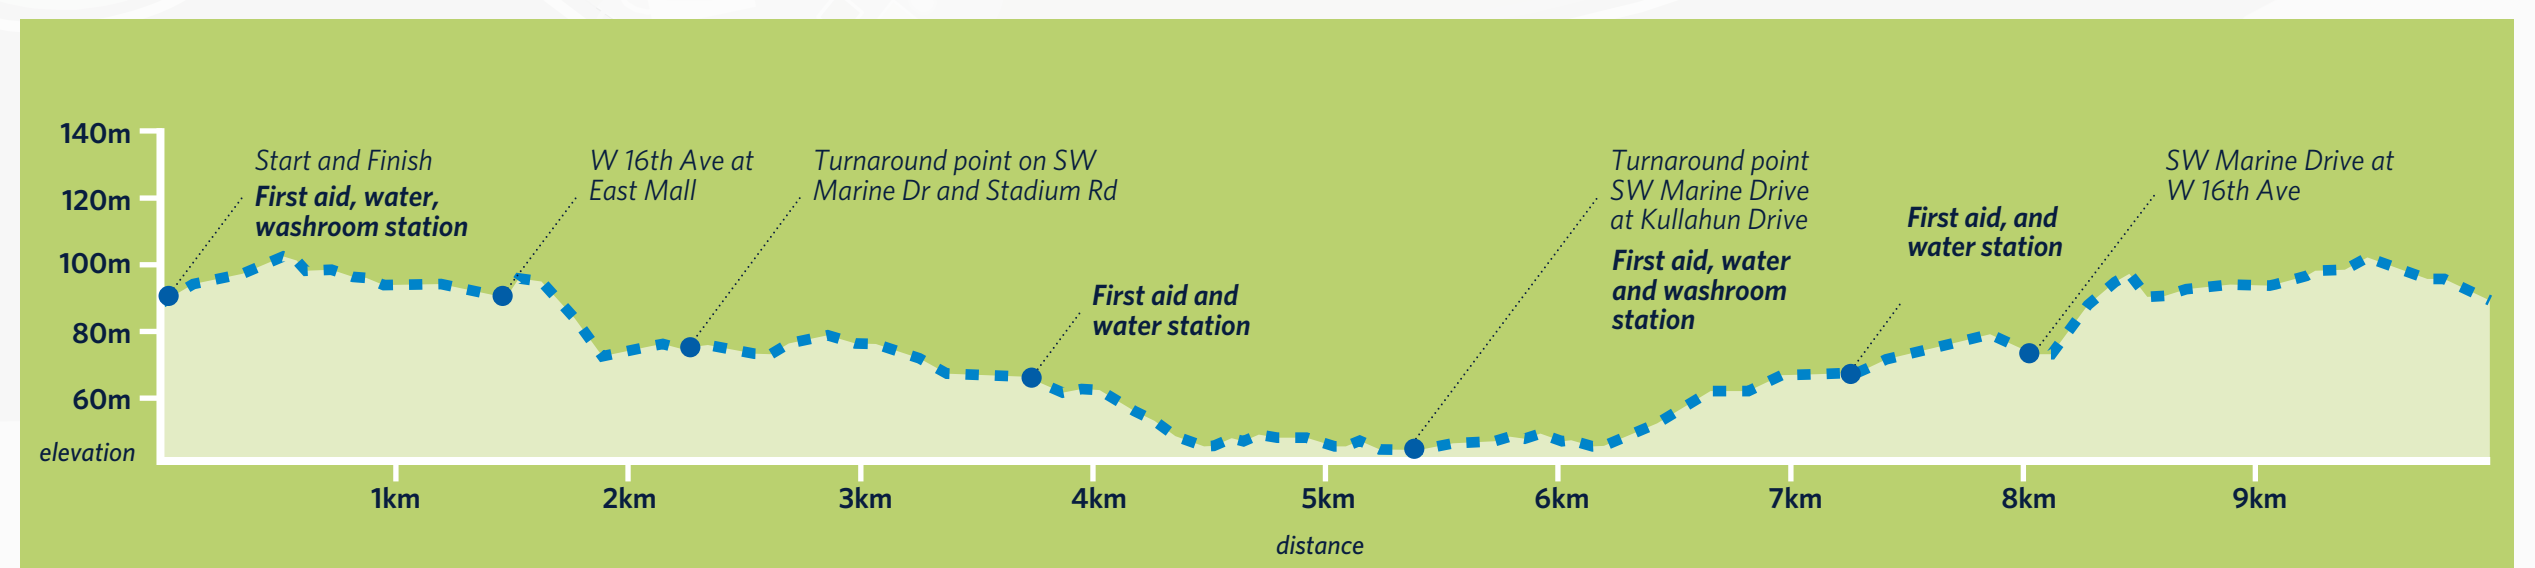 140m
120m
100m
80m
60m
elevation
Start and Finish
First aid, water,
washroom station
W 16th Ave at
East Mall
Turnaround point on SW
Marine Dr and Stadium Rd
First aid and
water station
Turnaround point
SW Marine Drive
at Kullahun Drive
First aid, water
and washroom
station
First aid, and
water station
SW Marine Drive at
W 16th Ave
1km
2km
3km
4km
5km
6km
7km
8km
9km
distance